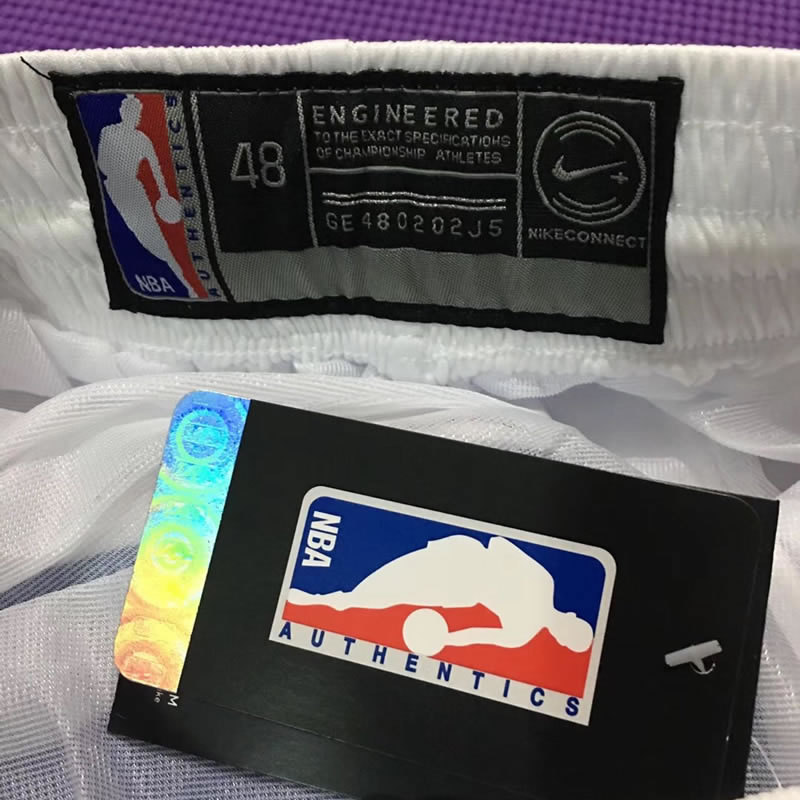 NBA
AUTHENTICS
48
ENGINEERED
TO THE EXACT SPECIFICATIONS
OF CHAMPIONSHIP ATHLETES
GE480202J5
NIKECONNECT
NBA
AUTHENTICS